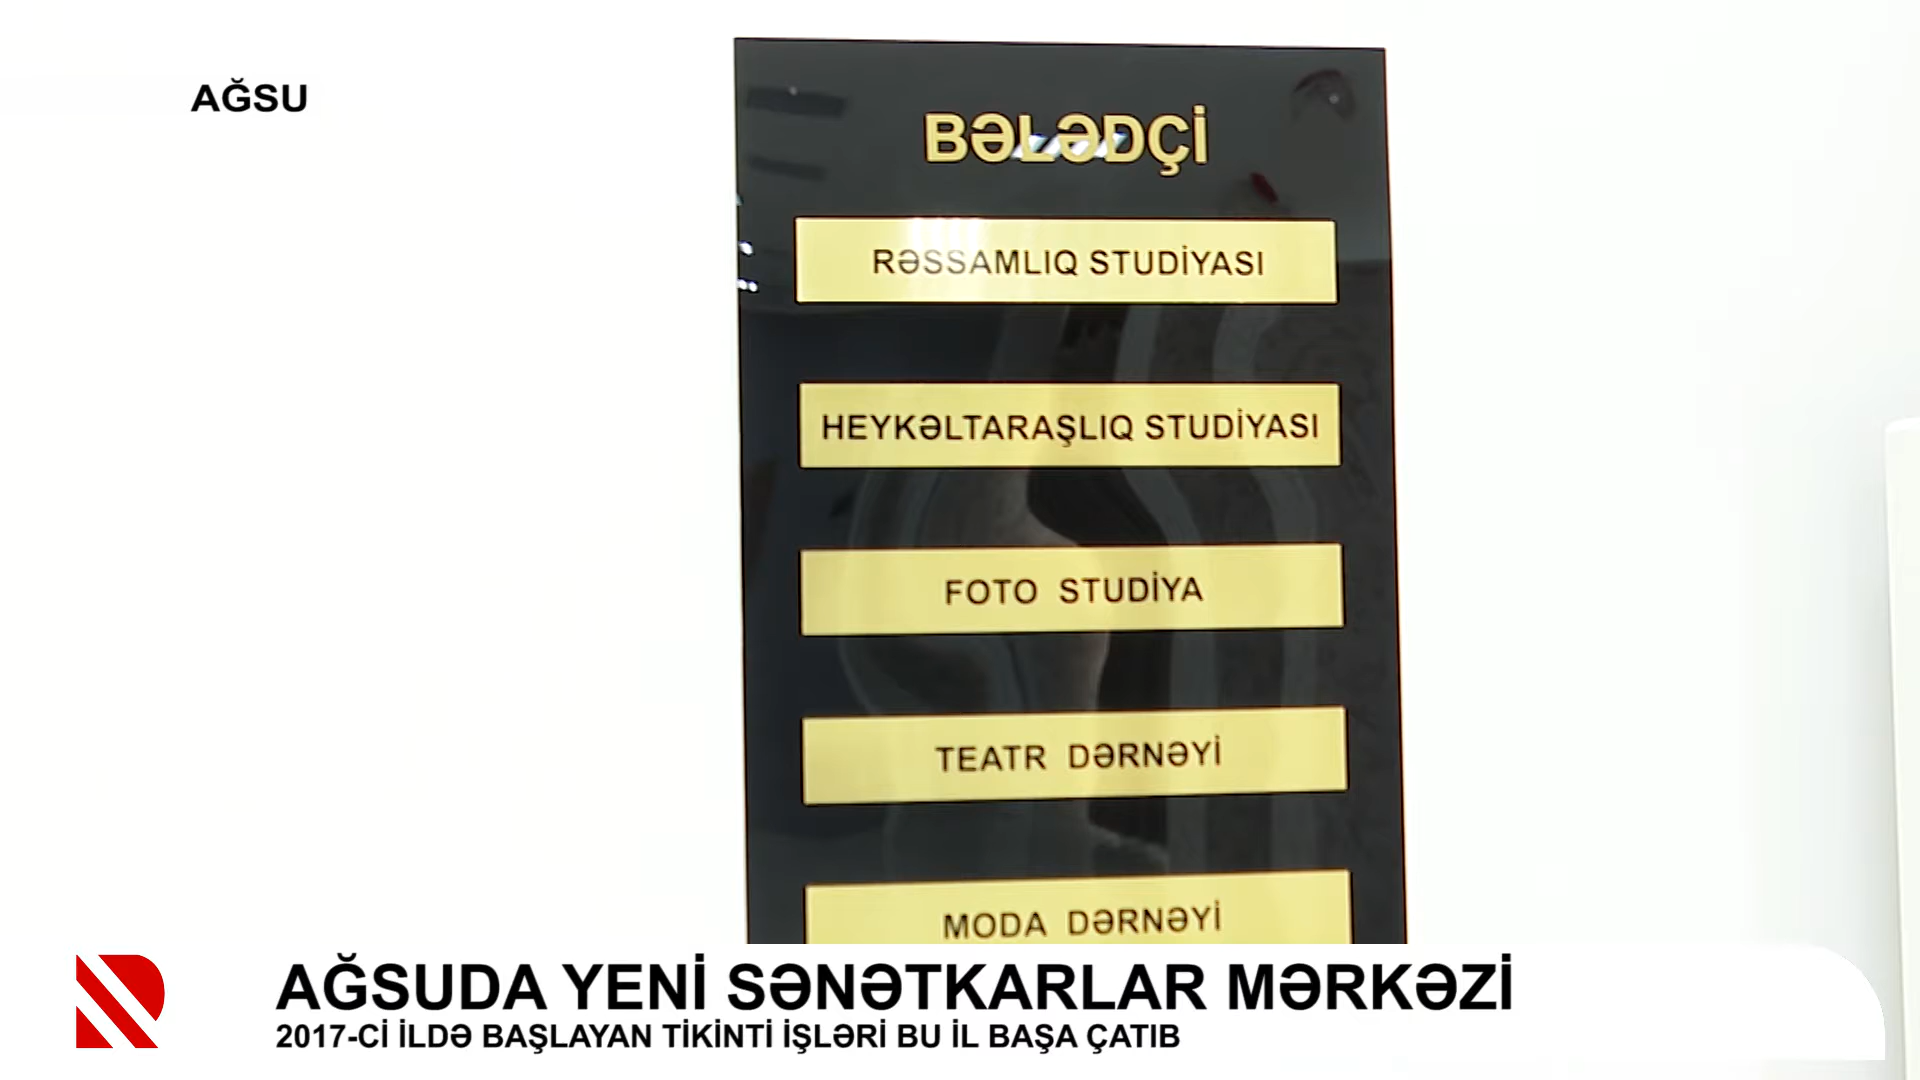 AĞSU
BƏLƏDÇİ
RƏSSAMLIQ STUDİYASI
HEYKƏLTARAŞLIQ STUDİYASI
FOTO STUDİYA
TEATR DƏRNƏYİ
MODA DƏRNƏYİ
AĞSUDA YENİ SƏNƏTKARLAR MƏRKƏZİ
2017-Cİ İLDƏ BAŞLAYAN TİKİNTİ İŞLƏRİ BU İL BAŞA ÇATIB